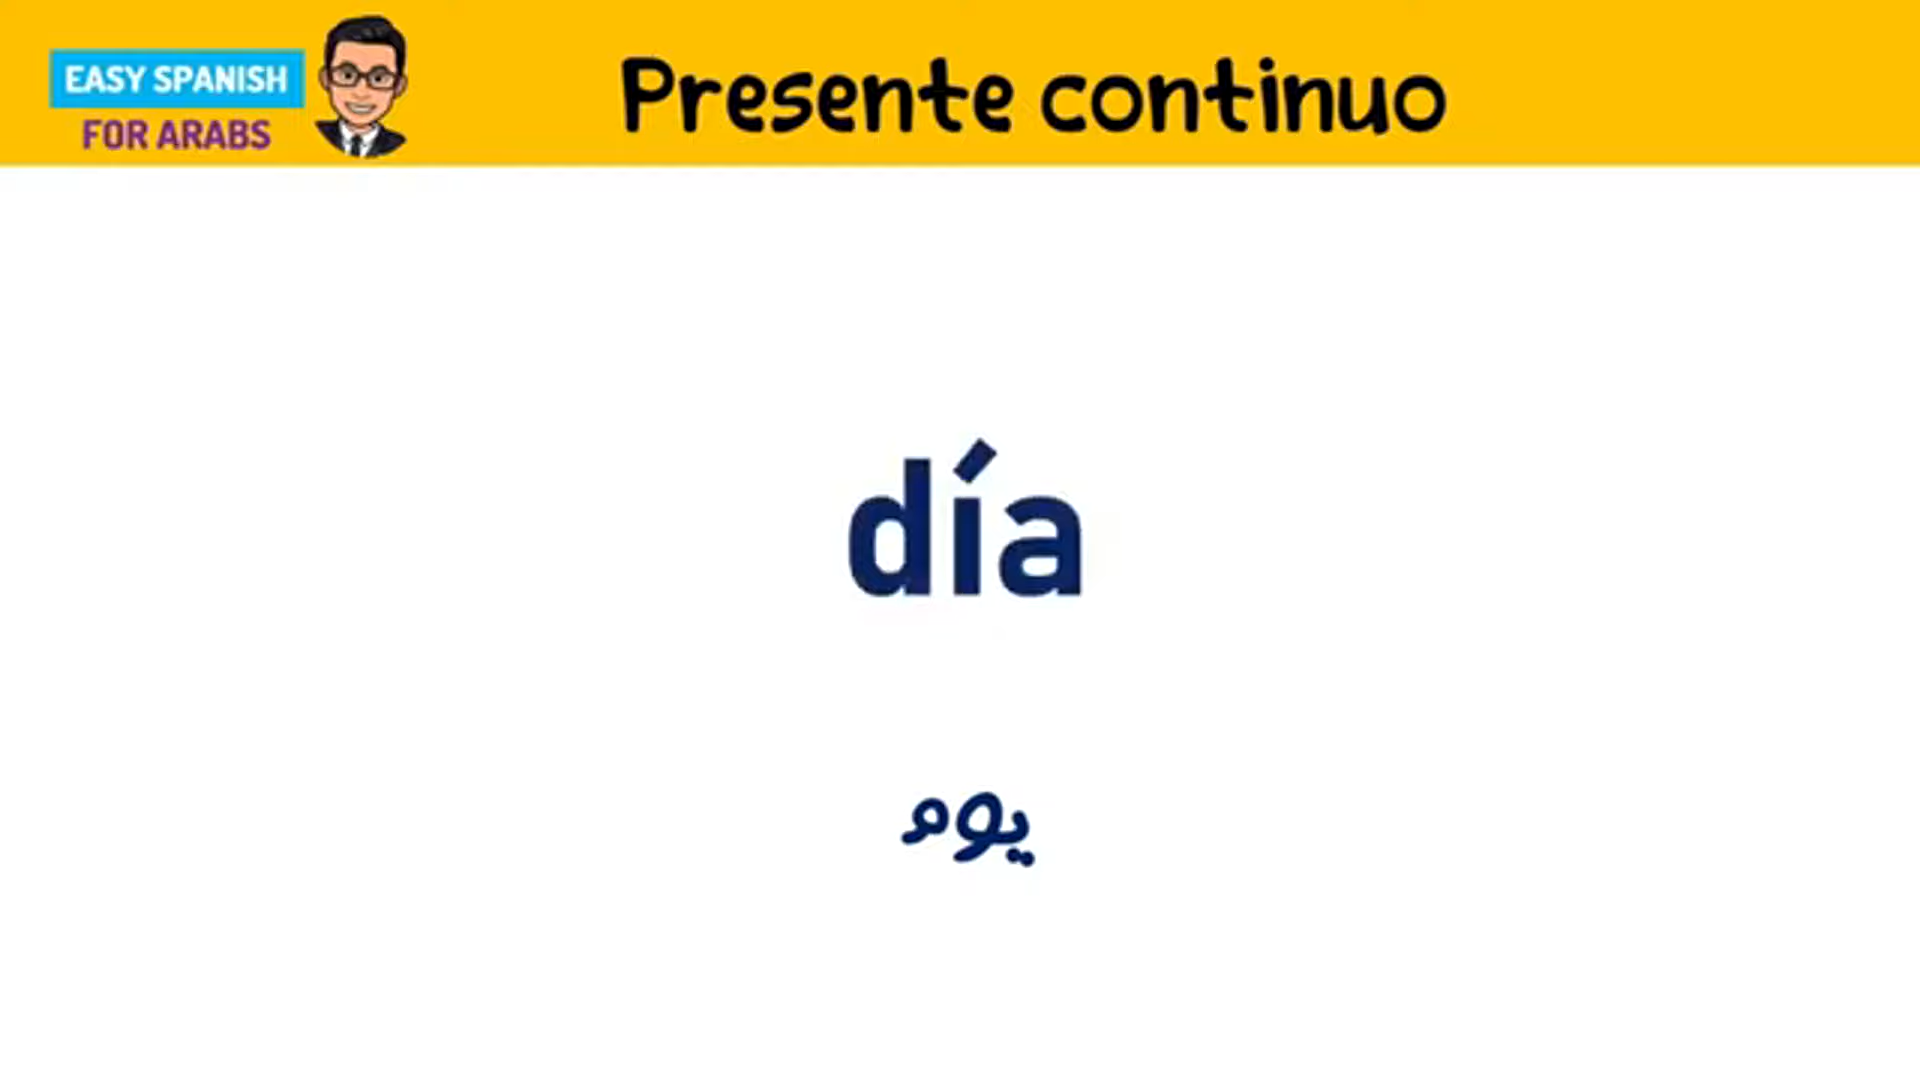 EASY SPANISH
FOR ARABS
Presente continuo
día
يوم